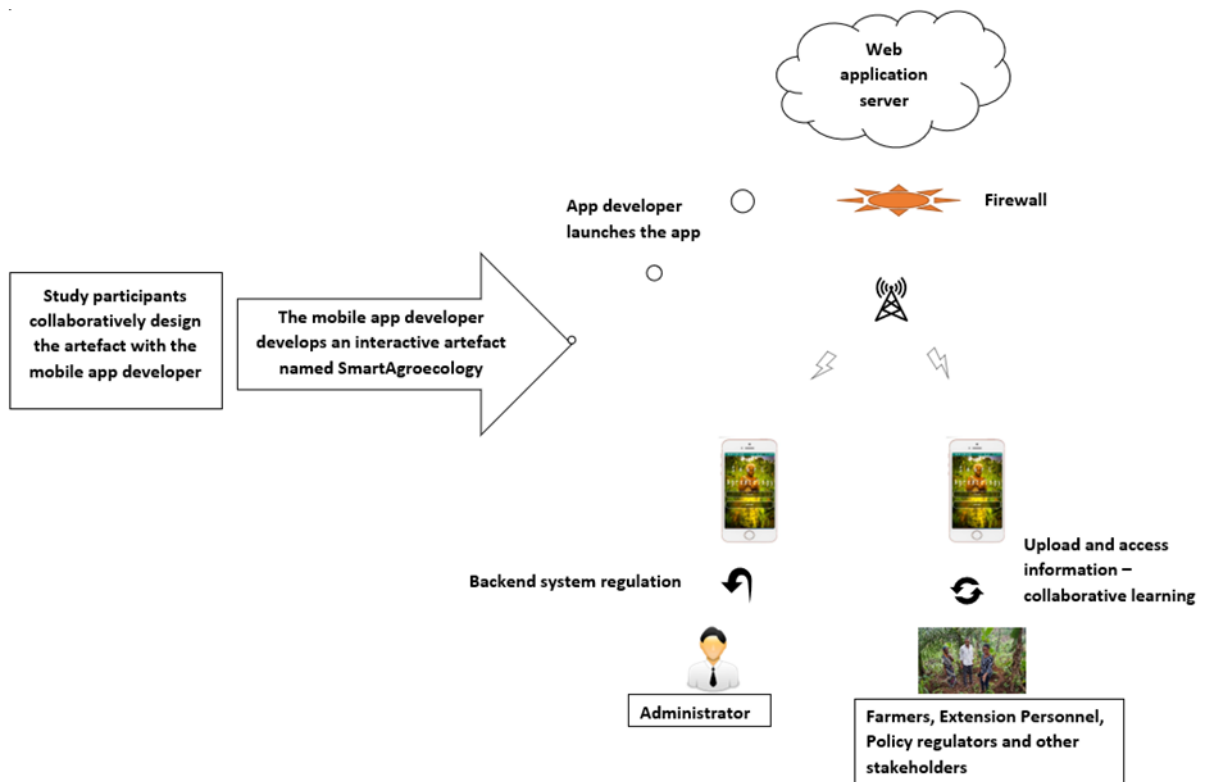 Web
application
server
Firewall
App developer
launches the app
Study participants
collaboratively design
the artefact with the
mobile app developer
The mobile app developer
develops an interactive artefact
named SmartAgroecology
Backend system regulation
Upload and access
information –
collaborative learning
Administrator
Farmers, Extension Personnel,
Policy regulators and other
stakeholders